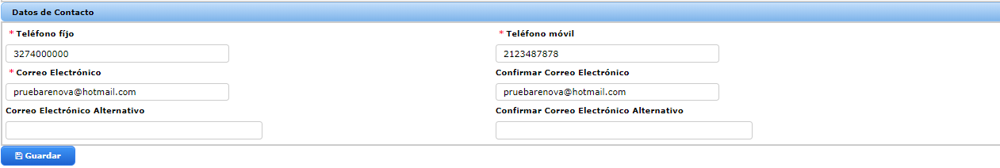 Datos de Contacto
* Teléfono fíjo * Teléfono móvil
3274000000 2123487878
* Correo Electrónico Confirmar Correo Electrónico
pruebarenova@hotmail.com pruebarenova@hotmail.com
Correo Electrónico Alternativo Confirmar Correo Electrónico Alternativo
Guardar